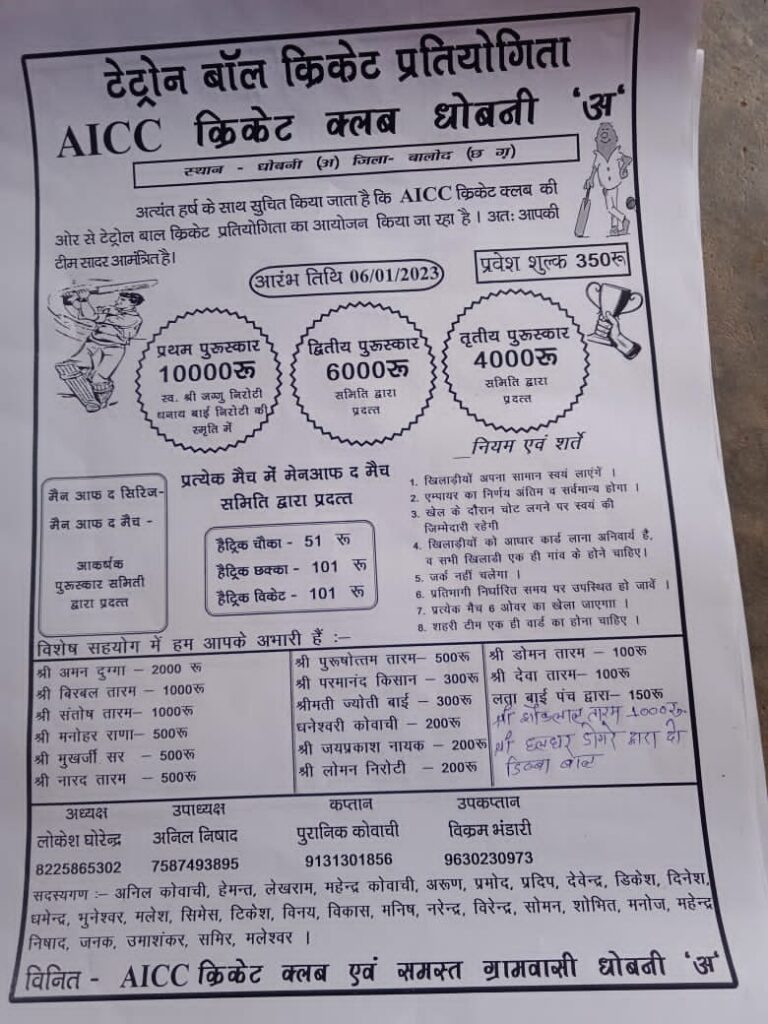 टेट्रोन बॉल क्रिकेट प्रतियोगिता
AICC क्रिकेट क्लब धोबनी 'अ'
स्थान - धोबनी (अ) जिला- बालोद (छ ग)
अत्यंत हर्ष के साथ सुचित किया जाता है कि AICC क्रिकेट क्लब की
ओर से टेट्रोल बाल क्रिकेट प्रतियोगिता का आयोजन किया जा रहा है । अतः आपकी
टीम सादर आमंत्रित है।
आरंभ तिथि 06/01/2023
प्रवेश शुल्क 350रू
प्रथम पुरूस्कार
10000रू
स्व. श्री जग्गु निरोटी
धनाय बाई निरोटी की
स्मृति में
द्वितीय पुरूस्कार
6000रू
समिति द्वारा
प्रदत्त
तृतीय पुरूस्कार
4000रू
समिति द्वारा
प्रदत्त
मैन आफ द सिरिज-
मैन आफ द मैच -
आकर्षक
पुरूस्कार समिती
द्वारा प्रदत्त
प्रत्येक मैच में मेनआफ द मैच
समिति द्वारा प्रदत्त
हैट्रिक चौका - 51 रू
हैट्रिक छक्का - 101 रू
हैट्रिक विकेट - 101 रू
नियम एवं शर्ते
1. खिलाडीयों अपना सामान स्वयं लाएंगें ।
2. एम्पायर का निर्णय अंतिम व सर्वमान्य होगा ।
3. खेल के दौरान चोट लगने पर स्वयं की
जिम्मेदारी रहेगी
4. खिलाडीयों को आधार कार्ड लाना अनिवार्य है,
व सभी खिलाडी एक ही गांव के होने चाहिए।
5. जर्क नहीं चलेगा ।
6. प्रतिभागी निर्धारित समय पर उपस्थित हो जावें ।
7. प्रत्येक मैच 6 ओवर का खेला जाएगाा ।
8. शहरी टीम एक ही वार्ड का होना चाहिए ।
विशेष सहयोग में हम आपके अभारी हैं :–
श्री अमन दुग्गा – 2000 रू
श्री बिरबल तारम – 1000रू
श्री संतोष तारम– 1000रू
श्री मनोहर राणा– 500रू
श्री मुखर्जी सर – 500रू
श्री नारद तारम – 500रू
श्री पुरूषोत्तम तारम– 500रू
श्री परमानंद किसान – 300रू
श्रीमती ज्योती बाई – 300रू
धनेश्वरी कोवाची – 200रू
श्री जयप्रकाश नायक – 200रू
श्री लोमन निरोटी – 200रू
श्री डोमन तारम – 100रू
श्री देवा तारम – 100रू
लता बाई पंच द्वारा– 150रू
श्री तारम 1000रू
श्री हलधर द्वारा दो
डिब्बा बाल
अध्यक्ष
लोकेश घोरेन्द्र
8225865302
उपाध्यक्ष
अनिल निषाद
7587493895
कप्तान
पुरानिक कोवाची
9131301856
उपकप्तान
विक्रम भंडारी
9630230973
सदस्यगण :– अनिल कोवाची, हेमन्त, लेखराम, महेन्द्र कोवाची, अरूण, प्रमोद, प्रदिप, देवेन्द्र, डिकेश, दिनेश,
धमेन्द्र, भुनेश्वर, मलेश, सिमेस, टिकेश, विनय, विकास, मनिष, नरेन्द्र, विरेन्द्र, सोमन, शोभित, मनोज, महेन्द्र
निषाद, जनक, उमाशंकर, समिर, मलेश्वर ।
विनित - AICC क्रिकेट क्लब एवं समस्त ग्रामवासी धोबनी 'अ'